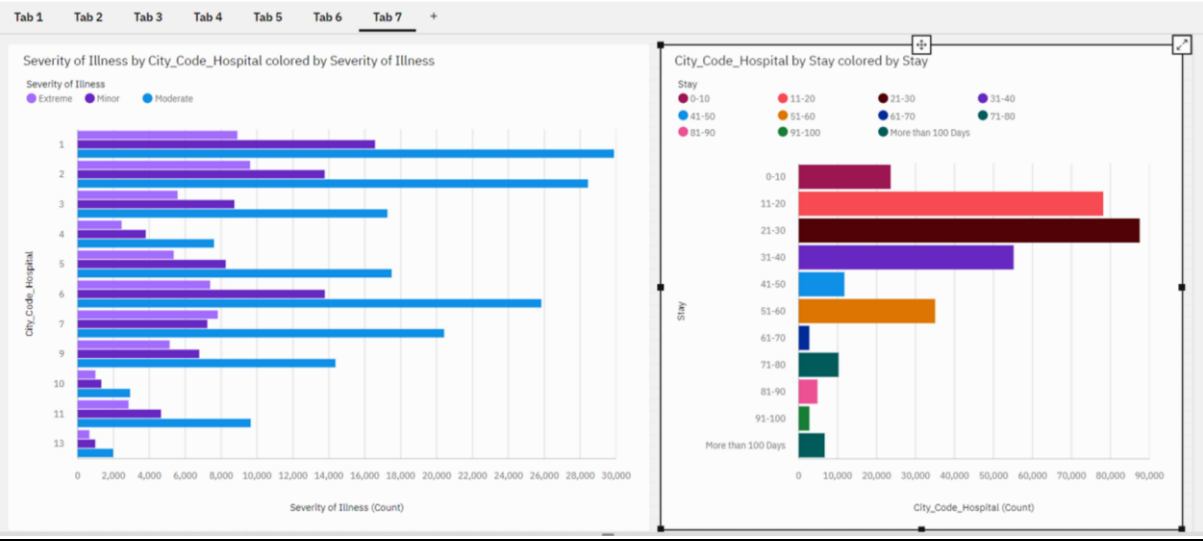 Tab 1 Tab 2 Tab 3 Tab 4 Tab 5 Tab 6 Tab 7 +
Severity of Illness by City_Code_Hospital colored by Severity of Illness
Severity of Illness
Extreme Minor Moderate
City_Code_Hospital
1
2
3
4
5
6
7
9
10
11
13
0 2,000 4,000 6,000 8,000 10,000 12,000 14,000 16,000 18,000 20,000 22,000 24,000 26,000 28,000 30,000
Severity of Illness (Count)
City_Code_Hospital by Stay colored by Stay
Stay
0-10 11-20 21-30 31-40
41-50 51-60 61-70 71-80
81-90 91-100 More than 100 Days
Stay
0-10
11-20
21-30
31-40
41-50
51-60
61-70
71-80
81-90
91-100
More than 100 Days
0 10,000 20,000 30,000 40,000 50,000 60,000 70,000 80,000 90,000
City_Code_Hospital (Count)